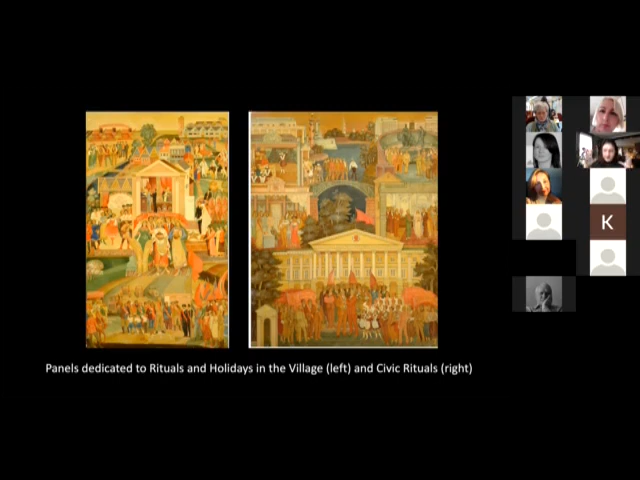 K
Panels dedicated to Rituals and Holidays in the Village (left) and Civic Rituals (right)